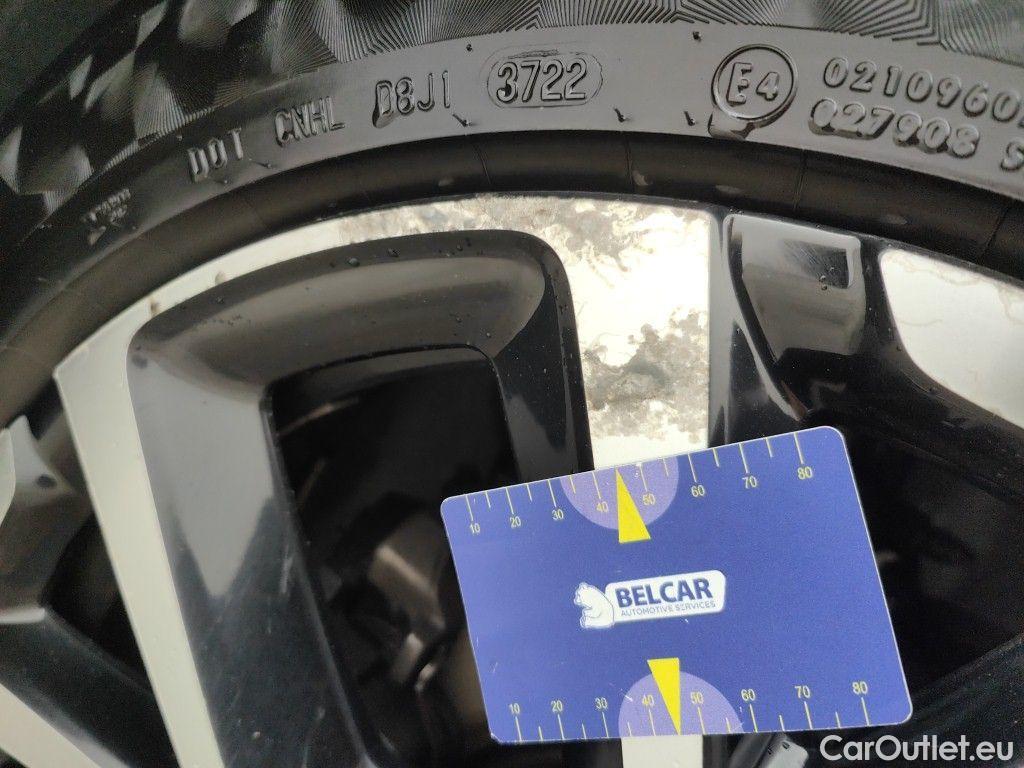 DOT CNHL D8J1 3722 E4 02109602
027908 S
10 20 30 40 50 60 70 80
BELCAR
AUTOMOTIVE SERVICES
10 20 30 40 50 60 70 80
CarOutlet.eu